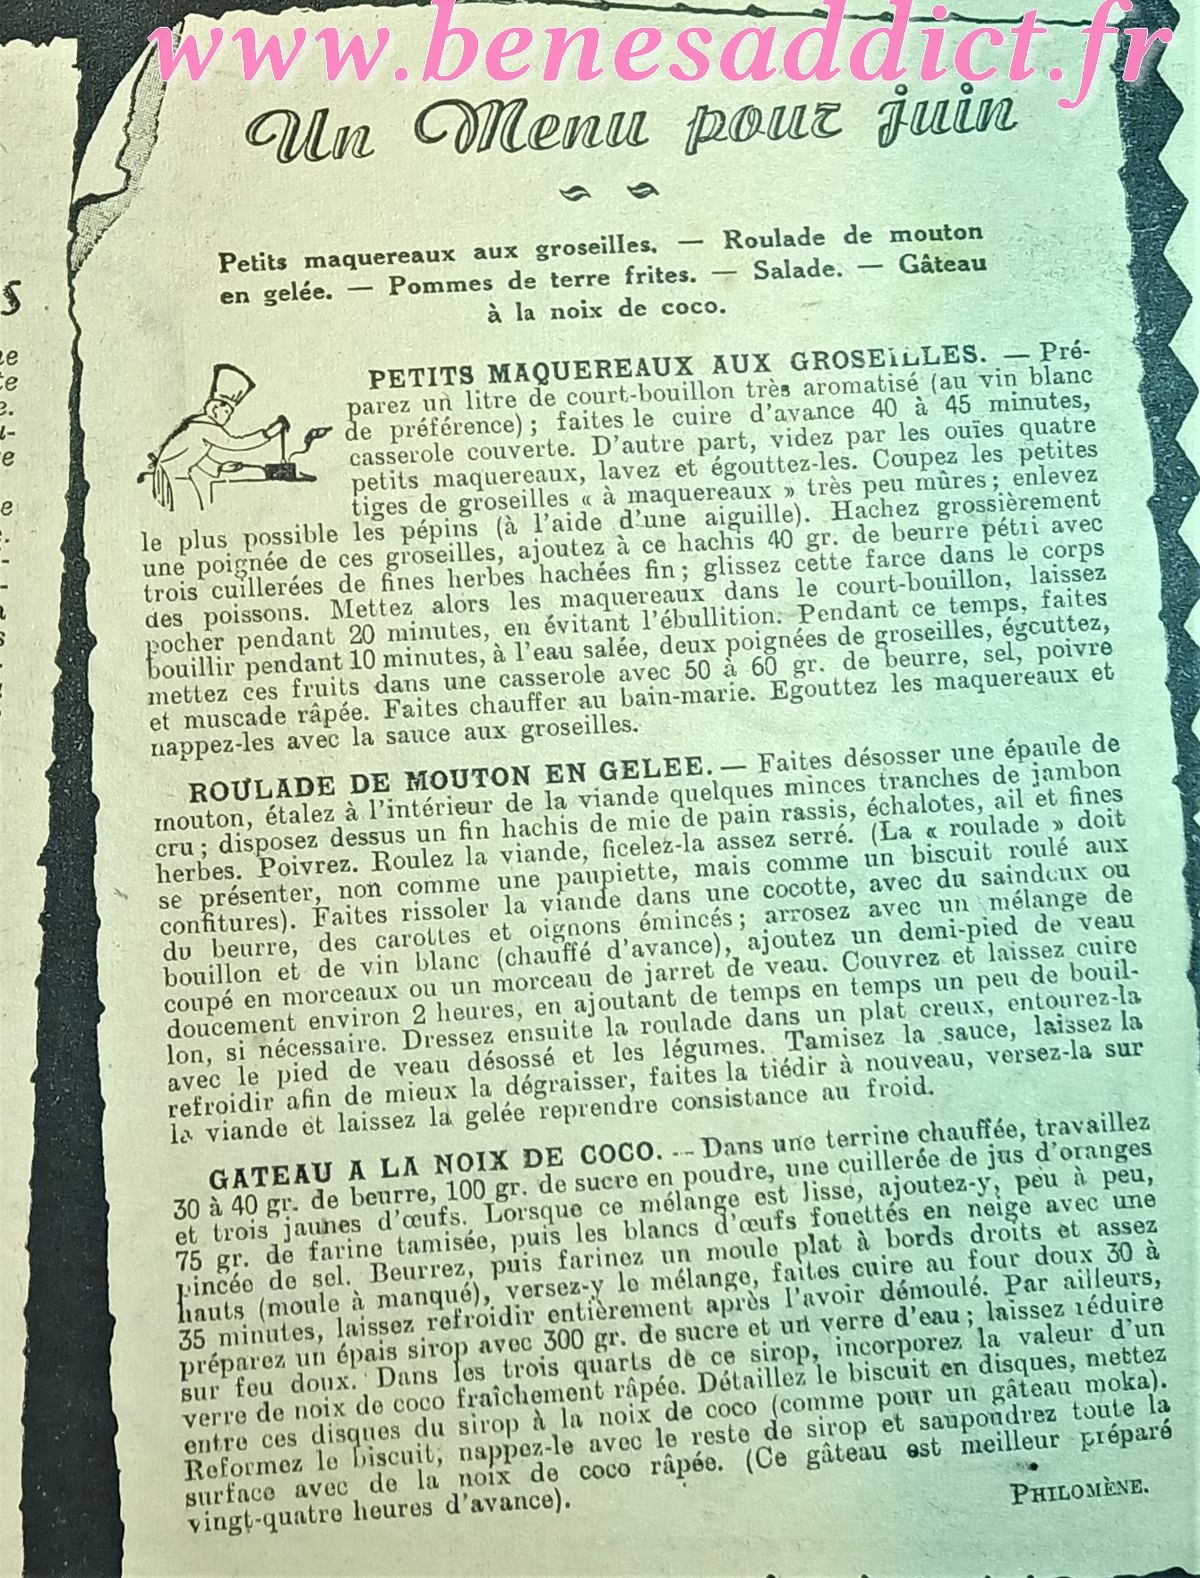 www.benesaddict.fr
Un Menu pour juin
Petits maquereaux aux groseilles. — Roulade de mouton
en gelée. — Pommes de terre frites. — Salade. — Gâteau
à la noix de coco.
PETITS MAQUEREAUX AUX GROSEILLES. — Pré-
parez un litre de court-bouillon très aromatisé (au vin blanc
de préférence) ; faites le cuire d'avance 40 à 45 minutes,
casserole couverte. D'autre part, videz par les ouïes quatre
petits maquereaux, lavez et égouttez-les. Coupez les petites
tiges de groseilles « à maquereaux » très peu mûres ; enlevez
le plus possible les pépins (à l'aide d'une aiguille). Hachez grossièrement
une poignée de ces groseilles, ajoutez à ce hachis 40 gr. de beurre pétri avec
trois cuillerées de fines herbes hachées fin ; glissez cette farce dans le corps
des poissons. Mettez alors les maquereaux dans le court-bouillon, laissez
pocher pendant 20 minutes, en évitant l'ébullition. Pendant ce temps, faites
bouillir pendant 10 minutes, à l'eau salée, deux poignées de groseilles, égouttez,
mettez ces fruits dans une casserole avec 50 à 60 gr. de beurre, sel, poivre
et muscade râpée. Faites chauffer au bain-marie. Egouttez les maquereaux et
nappez-les avec la sauce aux groseilles.
ROULADE DE MOUTON EN GELEE. — Faites désosser une épaule de
mouton, étalez à l'intérieur de la viande quelques minces tranches de jambon
cru ; disposez dessus un fin hachis de mie de pain rassis, échalotes, ail et fines
herbes. Poivrez. Roulez la viande, ficelez-la assez serré. (La « roulade » doit
se présenter, non comme une paupiette, mais comme un biscuit roulé aux
confitures). Faites rissoler la viande dans une cocotte, avec du saindoux ou
du beurre, des carottes et oignons émincés ; arrosez avec un mélange de
bouillon et de vin blanc (chauffé d'avance), ajoutez un demi-pied de veau
coupé en morceaux ou un morceau de jarret de veau. Couvrez et laissez cuire
doucement environ 2 heures, en ajoutant de temps en temps un peu de bouil-
lon, si nécessaire. Dressez ensuite la roulade dans un plat creux, entourez-la
avec le pied de veau désossé et les légumes. Tamisez la sauce, laissez la
refroidir afin de mieux la dégraisser, faites la tiédir à nouveau, versez-la sur
la viande et laissez la gelée reprendre consistance au froid.
GATEAU A LA NOIX DE COCO. — Dans une terrine chauffée, travaillez
30 à 40 gr. de beurre, 100 gr. de sucre en poudre, une cuillerée de jus d'oranges
et trois jaunes d'œufs. Lorsque ce mélange est lisse, ajoutez-y, peu à peu,
75 gr. de farine tamisée, puis les blancs d'œufs fouettés en neige avec une
pincée de sel. Beurrez, puis farinez un moule plat à bords droits et assez
hauts (moule à manqué), versez-y le mélange, faites cuire au four doux 30 à
35 minutes, laissez refroidir entièrement après l'avoir démoulé. Par ailleurs,
préparez un épais sirop avec 300 gr. de sucre et un verre d'eau ; laissez réduire
sur feu doux. Dans les trois quarts de ce sirop, incorporez la valeur d'un
verre de noix de coco fraîchement râpée. Détaillez le biscuit en disques, mettez
entre ces disques du sirop à la noix de coco (comme pour un gâteau moka).
Reformez le biscuit, nappez-le avec le reste de sirop et saupoudrez toute la
surface avec de la noix de coco râpée. (Ce gâteau est meilleur préparé
vingt-quatre heures d'avance).
PHILOMÈNE.